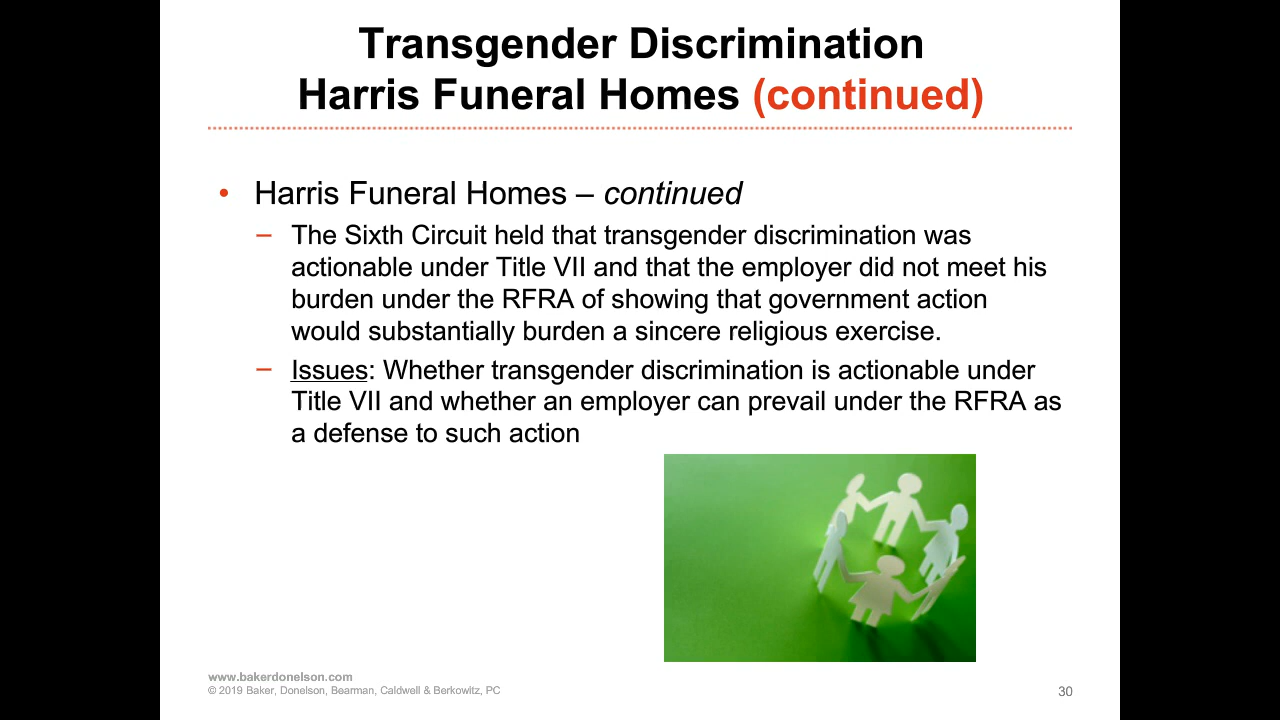 Transgender Discrimination
Harris Funeral Homes (continued)
• Harris Funeral Homes – continued
– The Sixth Circuit held that transgender discrimination was
actionable under Title VII and that the employer did not meet his
burden under the RFRA of showing that government action
would substantially burden a sincere religious exercise.
– Issues: Whether transgender discrimination is actionable under
Title VII and whether an employer can prevail under the RFRA as
a defense to such action
www.bakerdonelson.com
© 2019 Baker, Donelson, Bearman, Caldwell & Berkowitz, PC
30